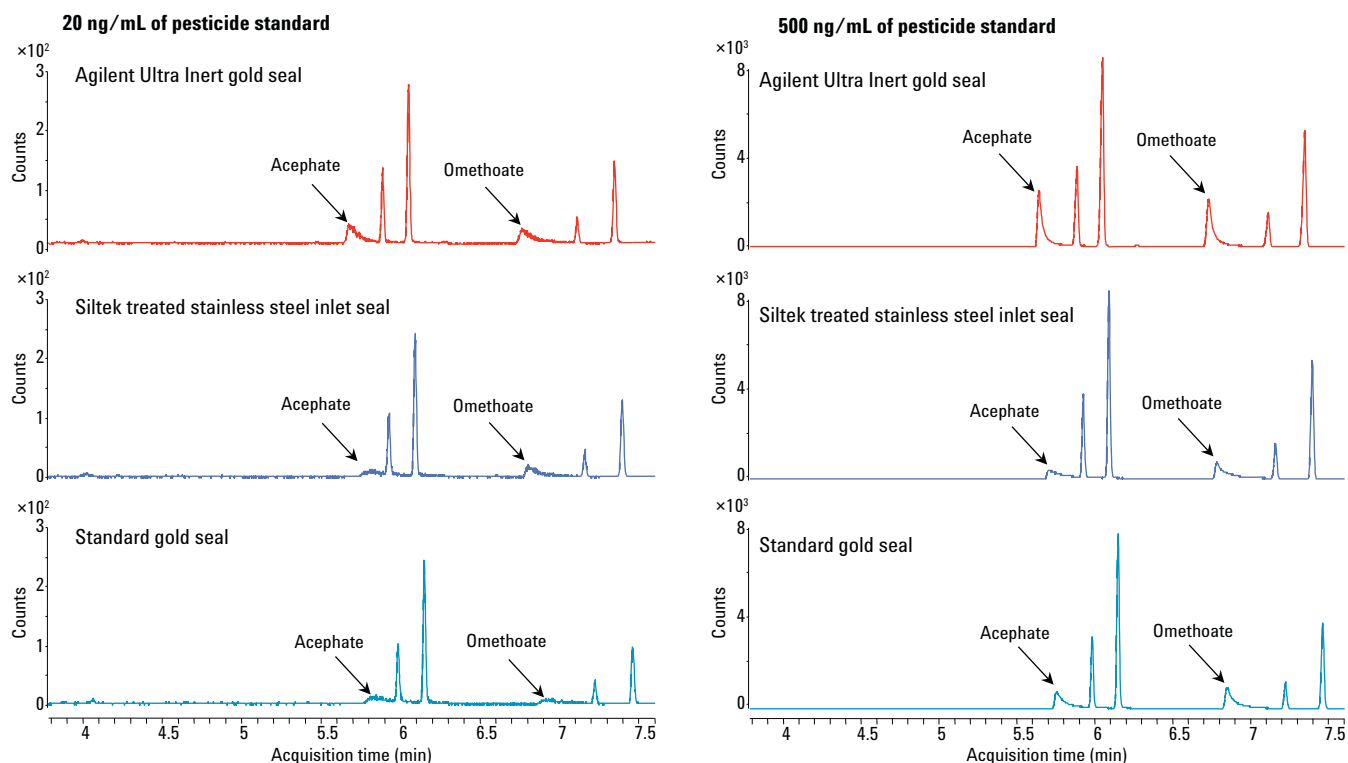 20 ng/mL of pesticide standard
×10²
3
2
1
0
Counts
Agilent Ultra Inert gold seal
Acephate
Omethoate
×10²
3
2
1
0
Counts
Siltek treated stainless steel inlet seal
Acephate
Omethoate
×10²
3
2
1
0
Counts
Standard gold seal
Acephate
Omethoate
4 4.5 5 5.5 6 6.5 7 7.5
Acquisition time (min)
500 ng/mL of pesticide standard
×10³
8
4
0
Counts
Agilent Ultra Inert gold seal
Acephate
Omethoate
×10³
8
4
0
Counts
Siltek treated stainless steel inlet seal
Acephate
Omethoate
×10³
8
4
0
Counts
Standard gold seal
Acephate
Omethoate
4 4.5 5 5.5 6 6.5 7 7.5
Acquisition time (min)